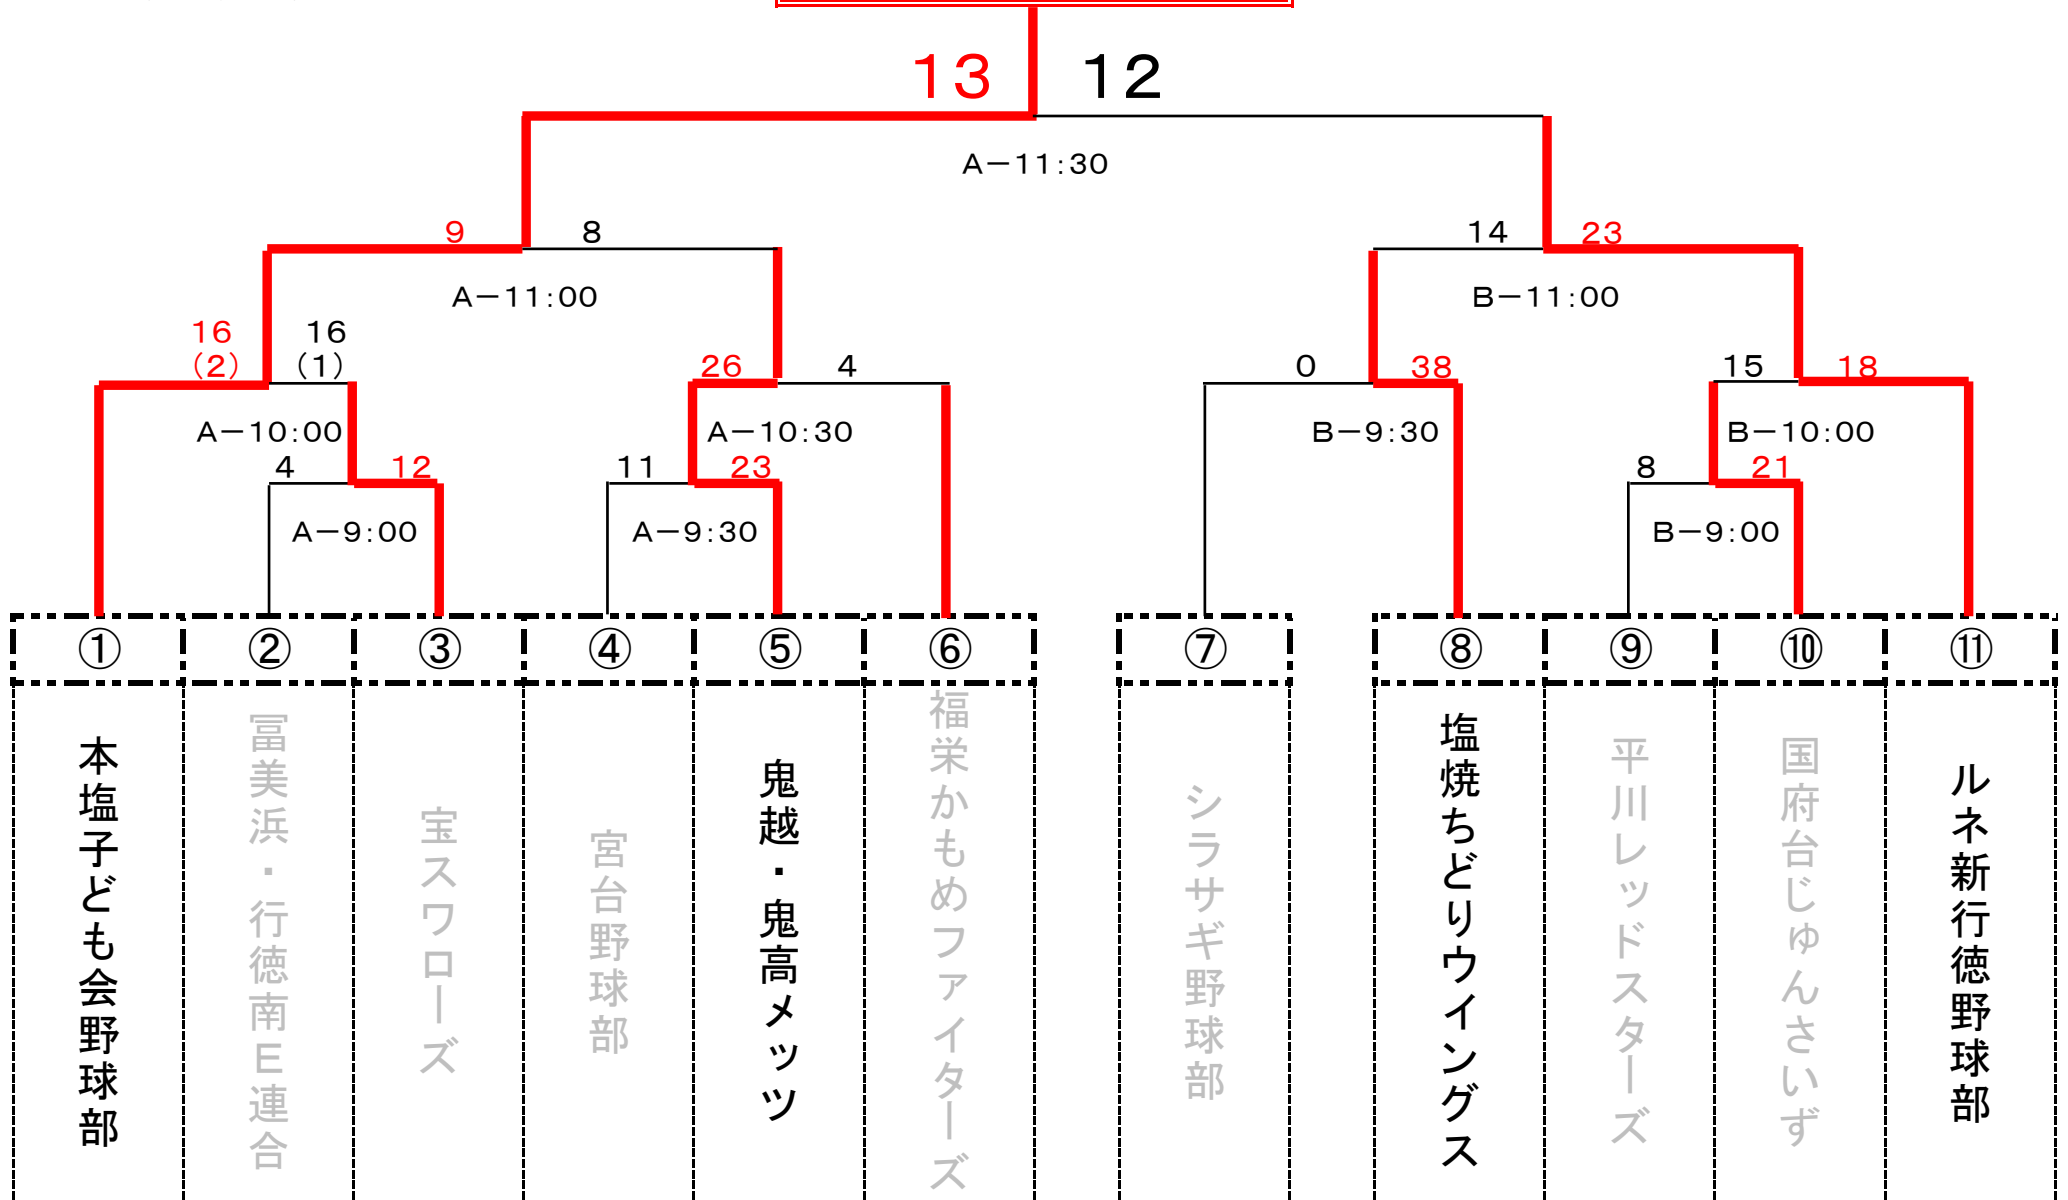 13 12
A－11:30
9 8 14 23
A－11:00 B－11:00
16 16
(2) (1) 26 4 0 38 15 18
A－10:00 A－10:30 B－9:30 B－10:00
4 12 11 23 8 21
A－9:00 A－9:30 B－9:00
① ② ③ ④ ⑤ ⑥ ⑦ ⑧ ⑨ ⑩ ⑪
本塩子ども会野球部
冨美浜・行徳南E連合
宝スワローズ
宮台野球部
鬼越・鬼高メッツ
福栄かもめファイターズ
シラサギ野球部
塩焼ちどりウイングス
平川レッドスターズ
国府台じゅんさいず
ルネ新行徳野球部